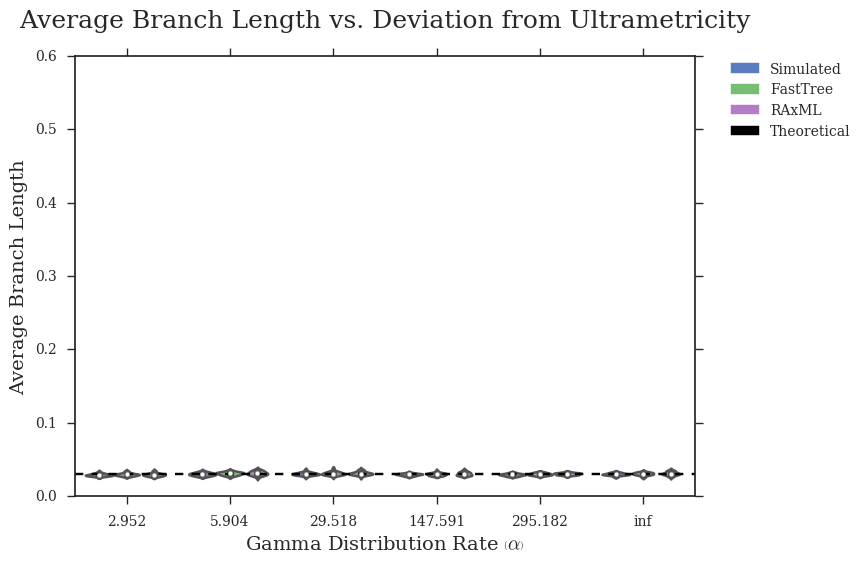 Average Branch Length vs. Deviation from Ultrametricity
Average Branch Length
0.6
0.5
0.4
0.3
0.2
0.1
0.0
2.952
5.904
29.518
147.591
295.182
inf
Gamma Distribution Rate (α)
Simulated
FastTree
RAxML
Theoretical